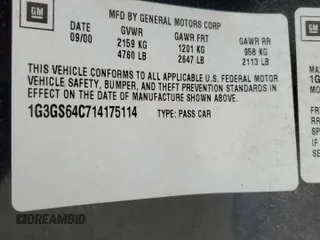 GM
MFD BY GENERAL MOTORS CORP
DATE GVWR GAWR FRT GAWR RR
09/00 2159 KG 1201 KG 958 KG
4760 LB 2647 LB 2113 LB
THIS VEHICLE CONFORMS TO ALL APPLICABLE U.S. FEDERAL MOTOR
VEHICLE SAFETY, BUMPER, AND THEFT PREVENTION STANDARDS IN
EFFECT ON THE DATE OF MANUFACTURE SHOWN ABOVE.
1G3GS64C714175114 TYPE: PASS CAR
GM
DREAMBID